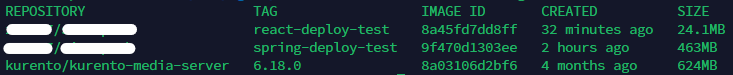 REPOSITORY TAG IMAGE ID CREATED SIZE
/ react-deploy-test 8a45fd7dd8ff 32 minutes ago 24.1MB
/ spring-deploy-test 9f470d1303ee 2 hours ago 463MB
kurento/kurento-media-server 6.18.0 8a03106d2bf6 4 months ago 624MB